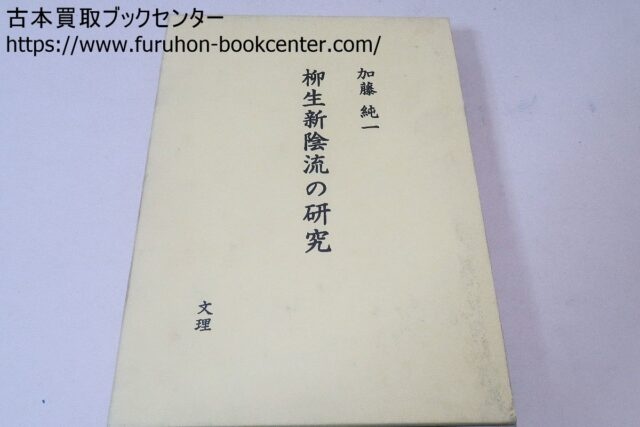 古本買取ブックセンター
https://www.furuhon-bookcenter.com/
加藤 純一
柳生新陰流の研究
文理